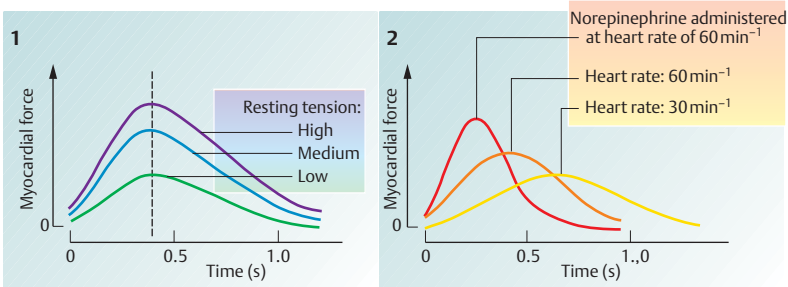 1
Myocardial force
0
Resting tension:
High
Medium
Low
0
0.5
1.0
Time (s)
2
Norepinephrine administered
at heart rate of 60 min⁻¹
Heart rate: 60 min⁻¹
Heart rate: 30 min⁻¹
Myocardial force
0
0
0.5
1.,0
Time (s)